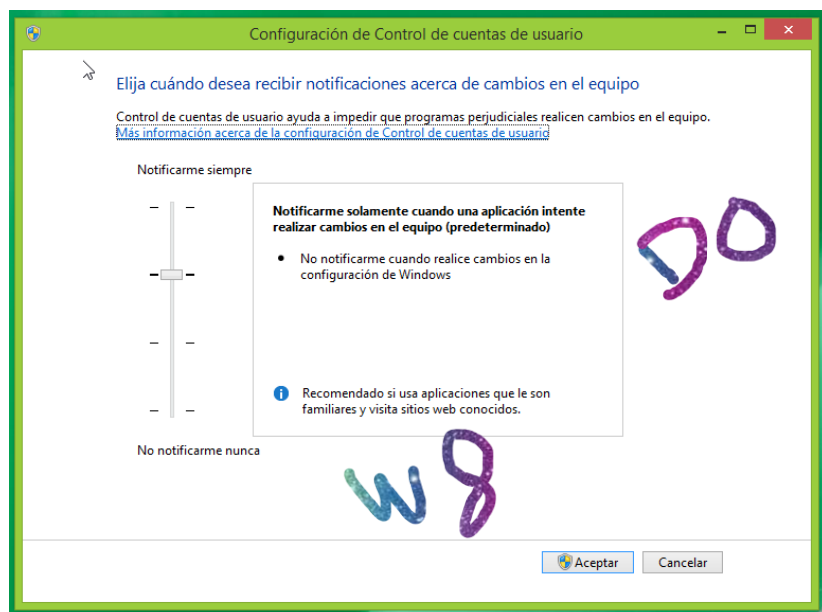 Configuración de Control de cuentas de usuario
Elija cuándo desea recibir notificaciones acerca de cambios en el equipo
Control de cuentas de usuario ayuda a impedir que programas perjudiciales realicen cambios en el equipo.
Más información acerca de la configuración de Control de cuentas de usuario
Notificarme siempre
Notificarme solamente cuando una aplicación intente
realizar cambios en el equipo (predeterminado)
• No notificarme cuando realice cambios en la
configuración de Windows
DO
Recomendado si usa aplicaciones que le son
familiares y visita sitios web conocidos.
No notificarme nunca
W8
Aceptar Cancelar